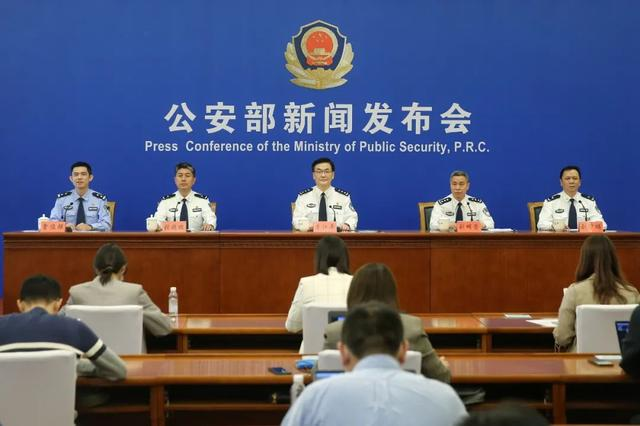 公安部新闻发布会
Press Conference of the Ministry of Public Security, P.R.C.